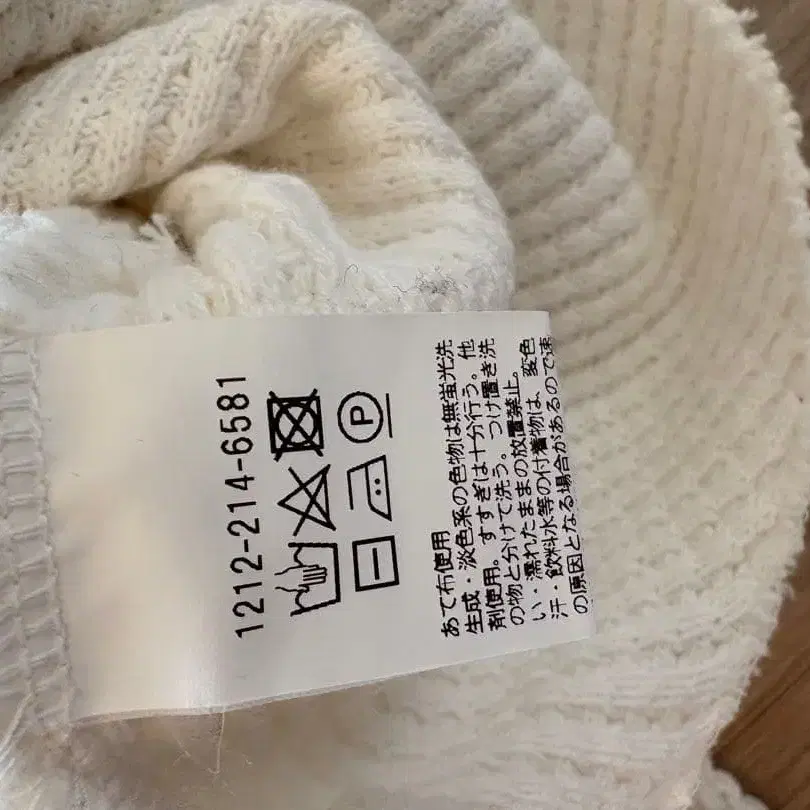 1212-214-6581
P
あて布使用
生成・淡色系の色物は無蛍光洗
剤使用。すすぎは十分行う。他
の物と分けて洗う。つけ置き洗
い・濡れたままの放置禁止。
汗・飲料水等の付着物は、変色
の原因となる場合があるので速